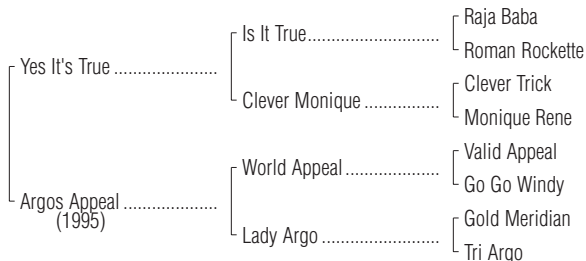 Raja Baba
Is It True
Roman Rockette
Yes It's True
Clever Trick
Clever Monique
Monique Rene
Valid Appeal
World Appeal
Go Go Windy
Argos Appeal
(1995)
Gold Meridian
Lady Argo
Tri Argo